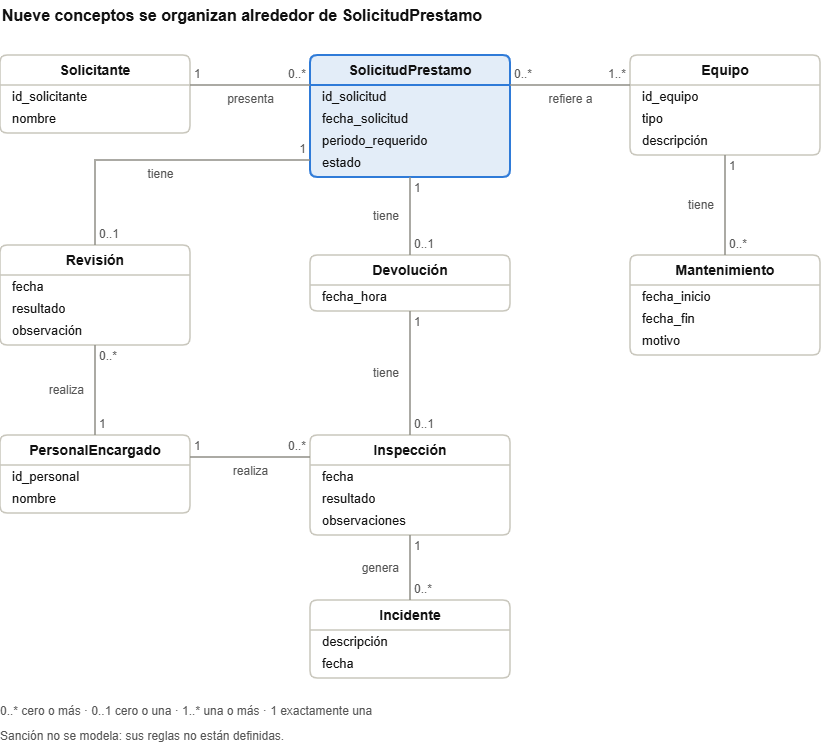 Nueve conceptos se organizan alrededor de SolicitudPrestamo
Solicitante
id_solicitante
nombre
1
0..*
presenta
SolicitudPrestamo
id_solicitud
fecha_solicitud
periodo_requerido
estado
0..*
1..*
refiere a
Equipo
id_equipo
tipo
descripción
1
tiene
0..1
1
tiene
0..1
1
tiene
0..*
Revisión
fecha
resultado
observación
Devolución
fecha_hora
Mantenimiento
fecha_inicio
fecha_fin
motivo
0..*
realiza
1
1
tiene
0..1
PersonalEncargado
id_personal
nombre
1
0..*
realiza
Inspección
fecha
resultado
observaciones
1
genera
0..*
Incidente
descripción
fecha
0..* cero o más · 0..1 cero o una · 1..* una o más · 1 exactamente una
Sanción no se modela: sus reglas no están definidas.